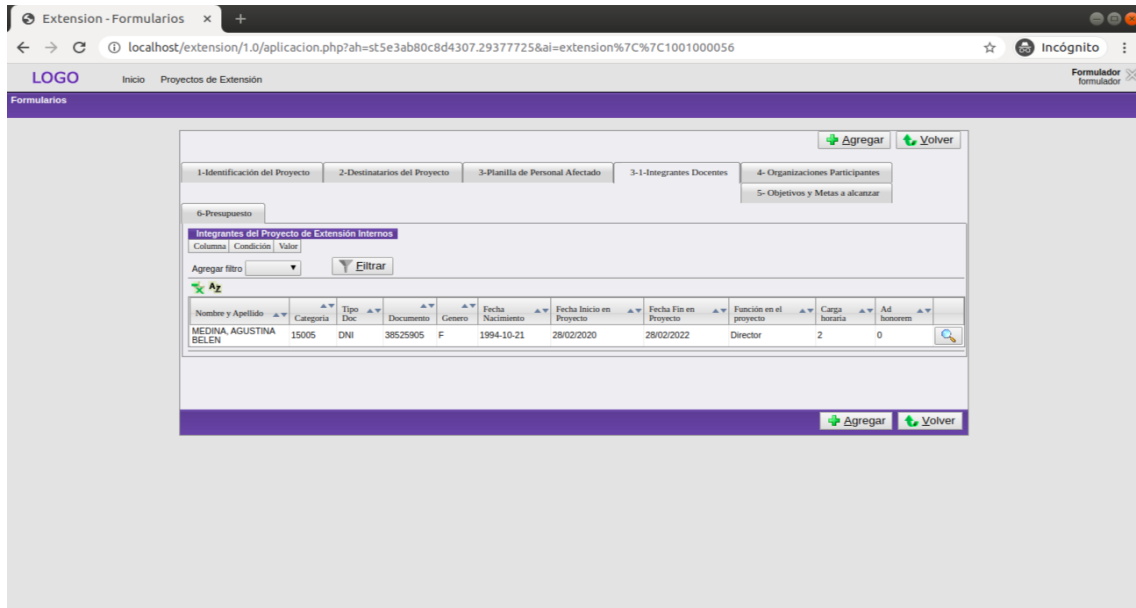 Extension - Formularios
localhost/extension/1.0/aplicacion.php?ah=st5e3ab80c8d4307.29377725&ai=extension%7C%7C1001000056
Incógnito
LOGO Inicio Proyectos de Extensión
Formulador
formulador
Formularios
Agregar Volver
1-Identificación del Proyecto 2-Destinatarios del Proyecto 3-Planilla de Personal Afectado 3-1-Integrantes Docentes 4- Organizaciones Participantes
5- Objetivos y Metas a alcanzar
6-Presupuesto
Integrantes del Proyecto de Extensión Internos
Columna Condición Valor
Agregar filtro Filtrar
AZ
Nombre y Apellido Categoria Tipo Doc Documento Genero Fecha Nacimiento Fecha Inicio en Proyecto Fecha Fin en Proyecto Función en el proyecto Carga horaria Ad honorem
MEDINA, AGUSTINA BELEN 15005 DNI 38525905 F 1994-10-21 28/02/2020 28/02/2022 Director 2 0
Agregar Volver